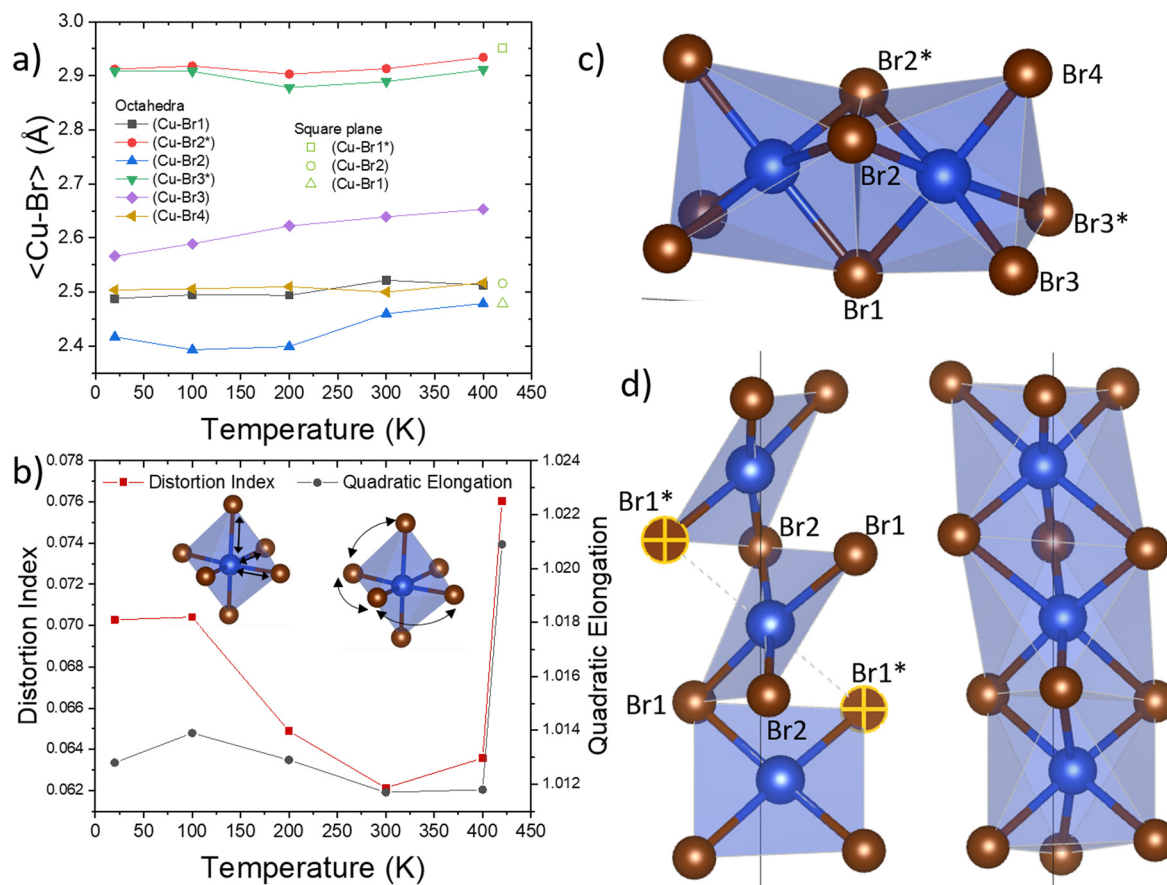 a)
3.0
2.9
2.8
2.7
2.6
2.5
2.4
<Cu-Br> (Å)
Octahedra
(Cu-Br1)
(Cu-Br2*)
(Cu-Br2)
(Cu-Br3*)
(Cu-Br3)
(Cu-Br4)
Square plane
(Cu-Br1*)
(Cu-Br2)
(Cu-Br1)
0 50 100 150 200 250 300 350 400 450
Temperature (K)
b)
0.078
0.076
0.074
0.072
0.070
0.068
0.066
0.064
0.062
Distortion Index
Distortion Index
Quadratic Elongation
1.024
1.022
1.020
1.018
1.016
1.014
1.012
Quadratic Elongation
0 50 100 150 200 250 300 350 400 450
Temperature (K)
c)
Br2*
Br4
Br2
Br3*
Br3
Br1
d)
Br1*
Br2
Br1
Br1*
Br1
Br2